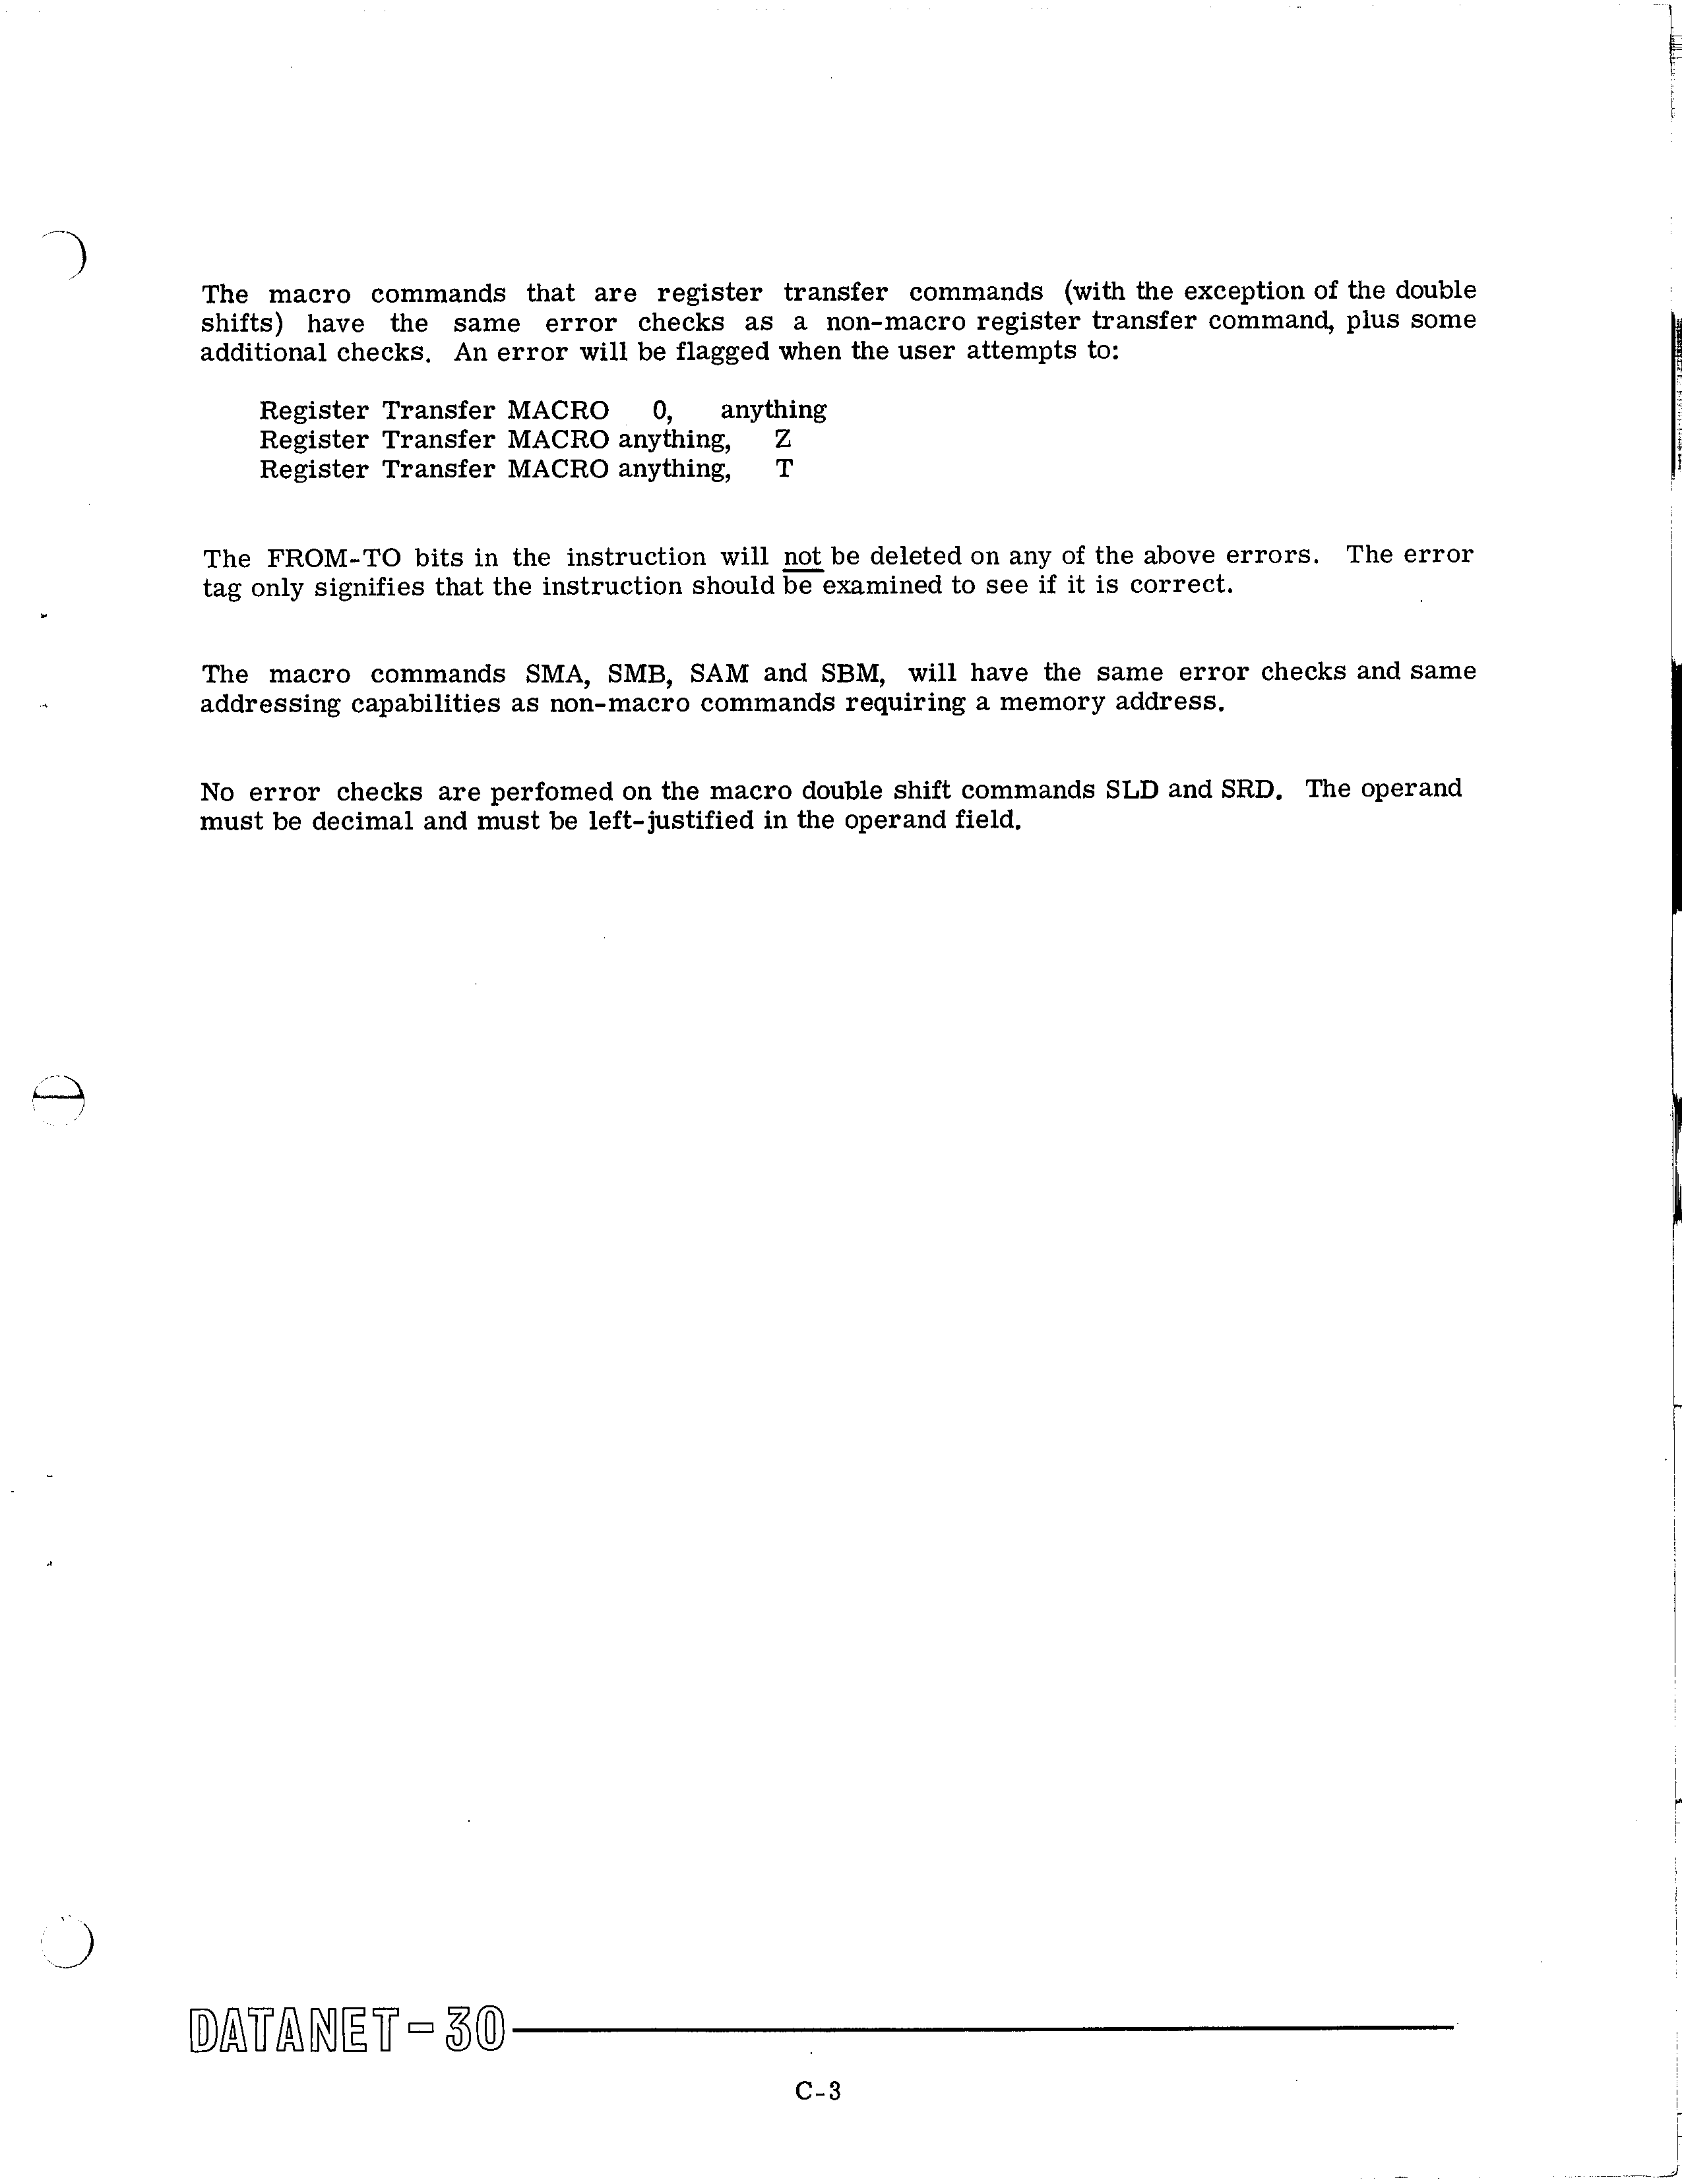 The macro commands that are register transfer commands (with the exception of the double
shifts) have the same error checks as a non-macro register transfer command, plus some
additional checks. An error will be flagged when the user attempts to:
Register Transfer MACRO 0, anything
Register Transfer MACRO anything, Z
Register Transfer MACRO anything, T
The FROM-TO bits in the instruction will not be deleted on any of the above errors. The error
tag only signifies that the instruction should be examined to see if it is correct.
The macro commands SMA, SMB, SAM and SBM, will have the same error checks and same
addressing capabilities as non-macro commands requiring a memory address.
No error checks are perfomed on the macro double shift commands SLD and SRD. The operand
must be decimal and must be left-justified in the operand field.
DATANET-30
C-3